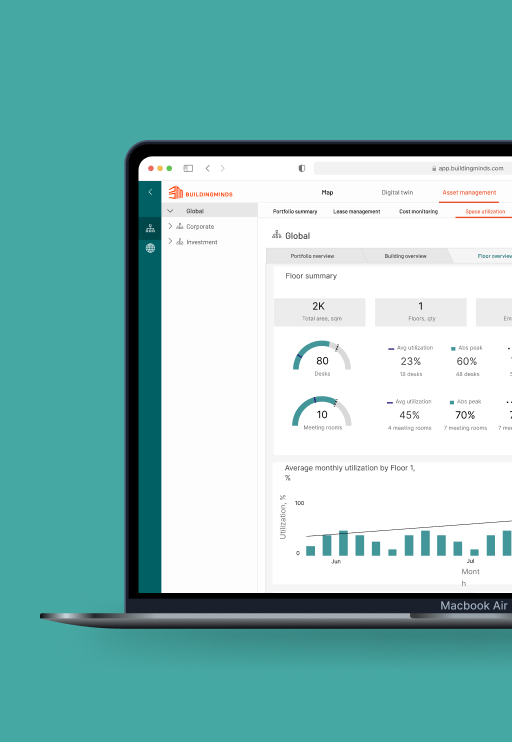 app.buildingminds.com
BUILDINGMINDS
Map
Digital twin
Asset management
Global
Corporate
Investment
Portfolio summary
Lease management
Cost monitoring
Space utilization
Global
Portfolio overview
Building overview
Floor overview
Floor summary
2K
Total area, sqm
1
Floors, qty
Em
80
Desks
Avg utilization
23%
18 desks
Abs peak
60%
48 desks
10
Meeting rooms
Avg utilization
45%
4 meeting rooms
Abs peak
70%
7 meeting rooms
7 mee
Average monthly utilization by Floor 1,
%
Utilization, %
100
0
Jun
Jul
Mont
h
Macbook Air